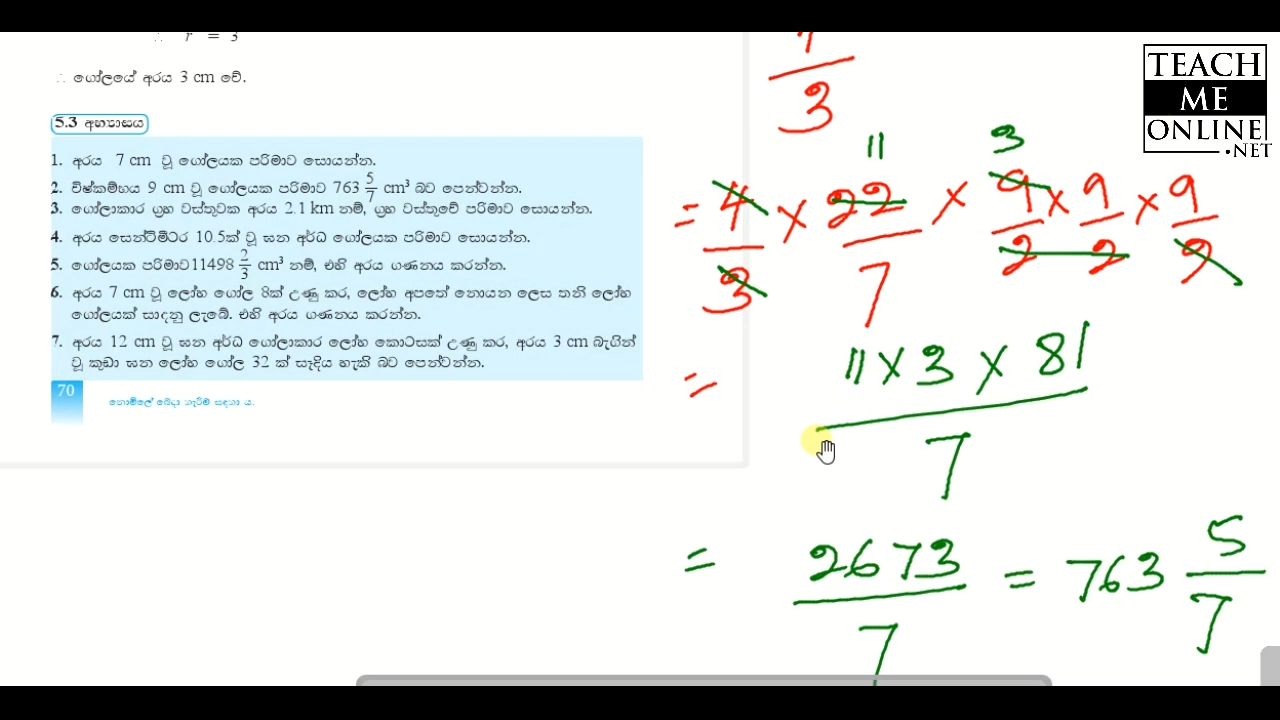 ∴ r = 3
∴ ගෝලයේ අරය 3 cm වේ.
5.3 අභ්‍යාසය
1. අරය 7 cm වූ ගෝලයක පරිමාව සොයන්න.
2. විෂ්කම්භය 9 cm වූ ගෝලයක පරිමාව 763 5/7 cm³ බව පෙන්වන්න.
3. ගෝලාකාර ග්‍රහ වස්තුවක අරය 2.1 km නම්, ග්‍රහ වස්තුවේ පරිමාව සොයන්න.
4. අරය සෙන්ටිමීටර 10.5ක් වූ ඝන අර්ධ ගෝලයක පරිමාව සොයන්න.
5. ගෝලයක පරිමාව11498 2/3 cm³ නම්, එහි අරය ගණනය කරන්න.
6. අරය 7 cm වූ ලෝහ ගෝල 8ක් උණු කර, ලෝහ අපතේ නොයන ලෙස තනි ලෝහ
ගෝලයක් සාදනු ලැබේ. එහි අරය ගණනය කරන්න.
7. අරය 12 cm වූ ඝන අර්ධ ගෝලාකාර ලෝහ කොටසක් උණු කර, අරය 3 cm බැගින්
වූ කුඩා ඝන ලෝහ ගෝල 32 ක් සෑදිය හැකි බව පෙන්වන්න.
70 නොමිලේ බෙදා හැරීම සඳහා ය.
TEACH
ME
ONLINE
.NET
3
11 3
= 4/3 × 22/7 × 9/2 × 9/2 × 9/2
= 11 × 3 × 81 / 7
= 2673/7 = 763 5/7